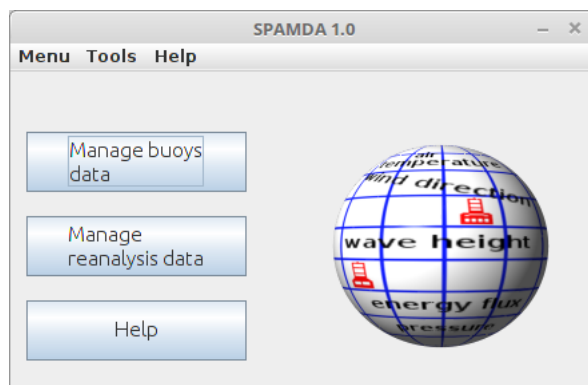 SPAMDA 1.0
Menu Tools Help
Manage buoys
data
Manage
reanalysis data
Help
air
temperature
wind direction
wave height
energy flux
pressure